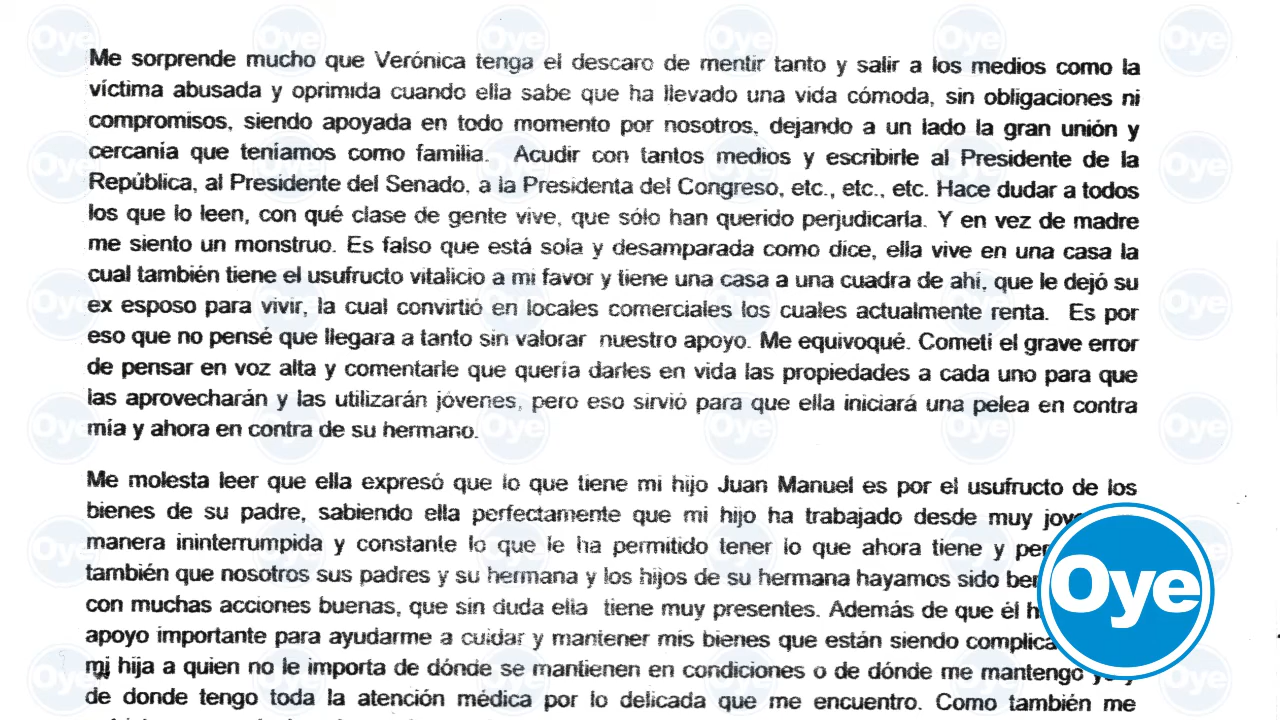 Me sorprende mucho que Verónica tenga el descaro de mentir tanto y salir a los medios como la
víctima abusada y oprimida cuando ella sabe que ha llevado una vida cómoda, sin obligaciones ni
compromisos, siendo apoyada en todo momento por nosotros, dejando a un lado la gran unión y
cercanía que teníamos como familia. Acudir con tantos medios y escribirle al Presidente de la
República, al Presidente del Senado, a la Presidenta del Congreso, etc., etc., etc. Hace dudar a todos
los que lo leen, con qué clase de gente vive, que sólo han querido perjudicarla. Y en vez de madre
me siento un monstruo. Es falso que está sola y desamparada como dice, ella vive en una casa la
cual también tiene el usufructo vitalicio a mi favor y tiene una casa a una cuadra de ahí, que le dejó su
ex esposo para vivir, la cual convirtió en locales comerciales los cuales actualmente renta. Es por
eso que no pensé que llegara a tanto sin valorar nuestro apoyo. Me equivoqué. Cometí el grave error
de pensar en voz alta y comentarle que quería darles en vida las propiedades a cada uno para que
las aprovecharán y las utilizarán jóvenes, pero eso sirvió para que ella iniciará una pelea en contra
mía y ahora en contra de su hermano.
Me molesta leer que ella expresó que lo que tiene mi hijo Juan Manuel es por el usufructo de los
bienes de su padre, sabiendo ella perfectamente que mi hijo ha trabajado desde muy
manera ininterrumpida y constante lo que le ha permitido tener lo que ahora tiene y
también que nosotros sus padres y su hermana y los hijos de su hermana hayamos sido
con muchas acciones buenas, que sin duda ella tiene muy presentes. Además de que él
apoyo importante para ayudarme a cuidar y mantener mis bienes que están siendo
mi hija a quien no le importa de dónde se mantienen en condiciones o de dónde me mantengo
de donde tengo toda la atención médica por lo delicada que me encuentro. Como también me
Oye